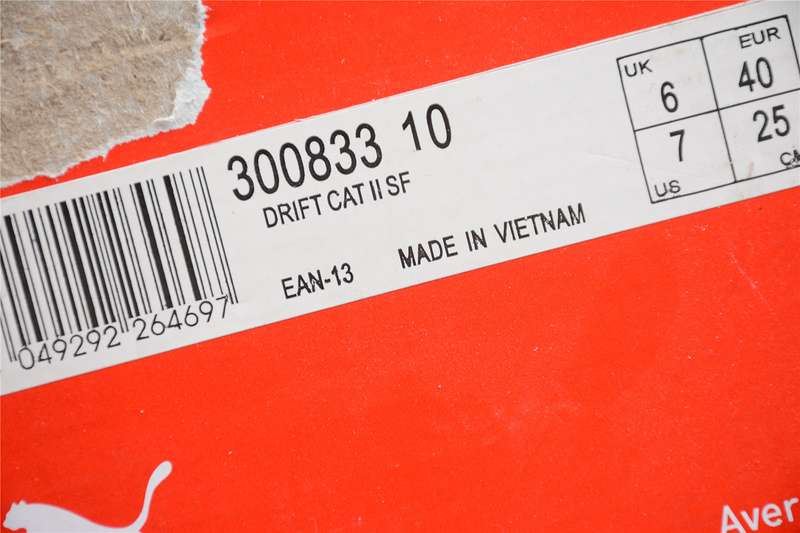 300833 10
DRIFT CAT II SF
EAN-13 MADE IN VIETNAM
049292 264697
UK 6 EUR 40
7 US 25
Aver